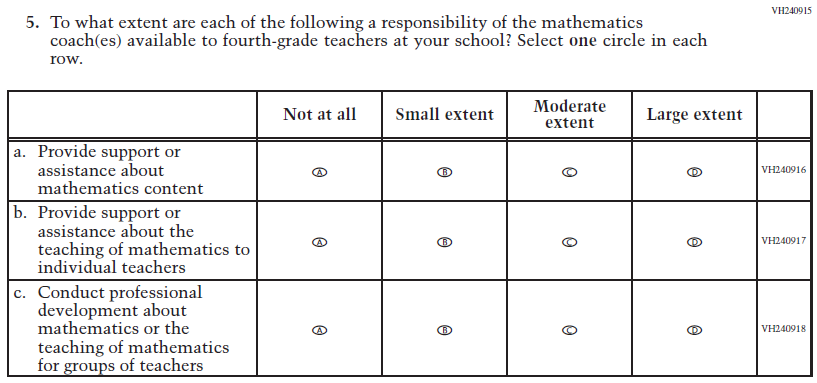 VH240915
5. To what extent are each of the following a responsibility of the mathematics
coach(es) available to fourth-grade teachers at your school? Select one circle in each
row.
Not at all Small extent Moderate extent Large extent
a. Provide support or
assistance about
mathematics content
A B C D VH240916
b. Provide support or
assistance about the
teaching of mathematics to
individual teachers
A B C D VH240917
c. Conduct professional
development about
mathematics or the
teaching of mathematics
for groups of teachers
A B C D VH240918